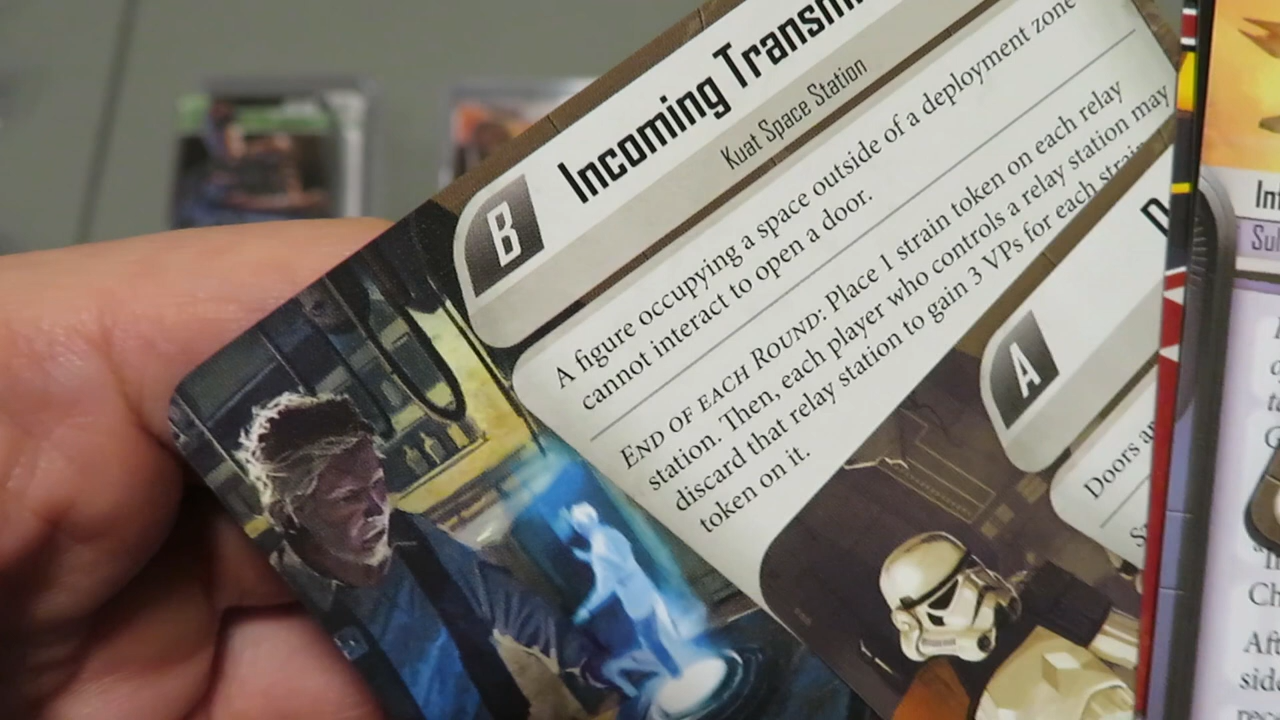 B
Incoming
Kuat Space Station
A figure occupying a space outside of a deployment zone
cannot interact to open a door.
END OF EACH ROUND: Place 1 strain token on each relay
station. Then, each player who controls a relay station may
discard that relay station to gain 3 VPs for each strain
token on it.
A
Doors